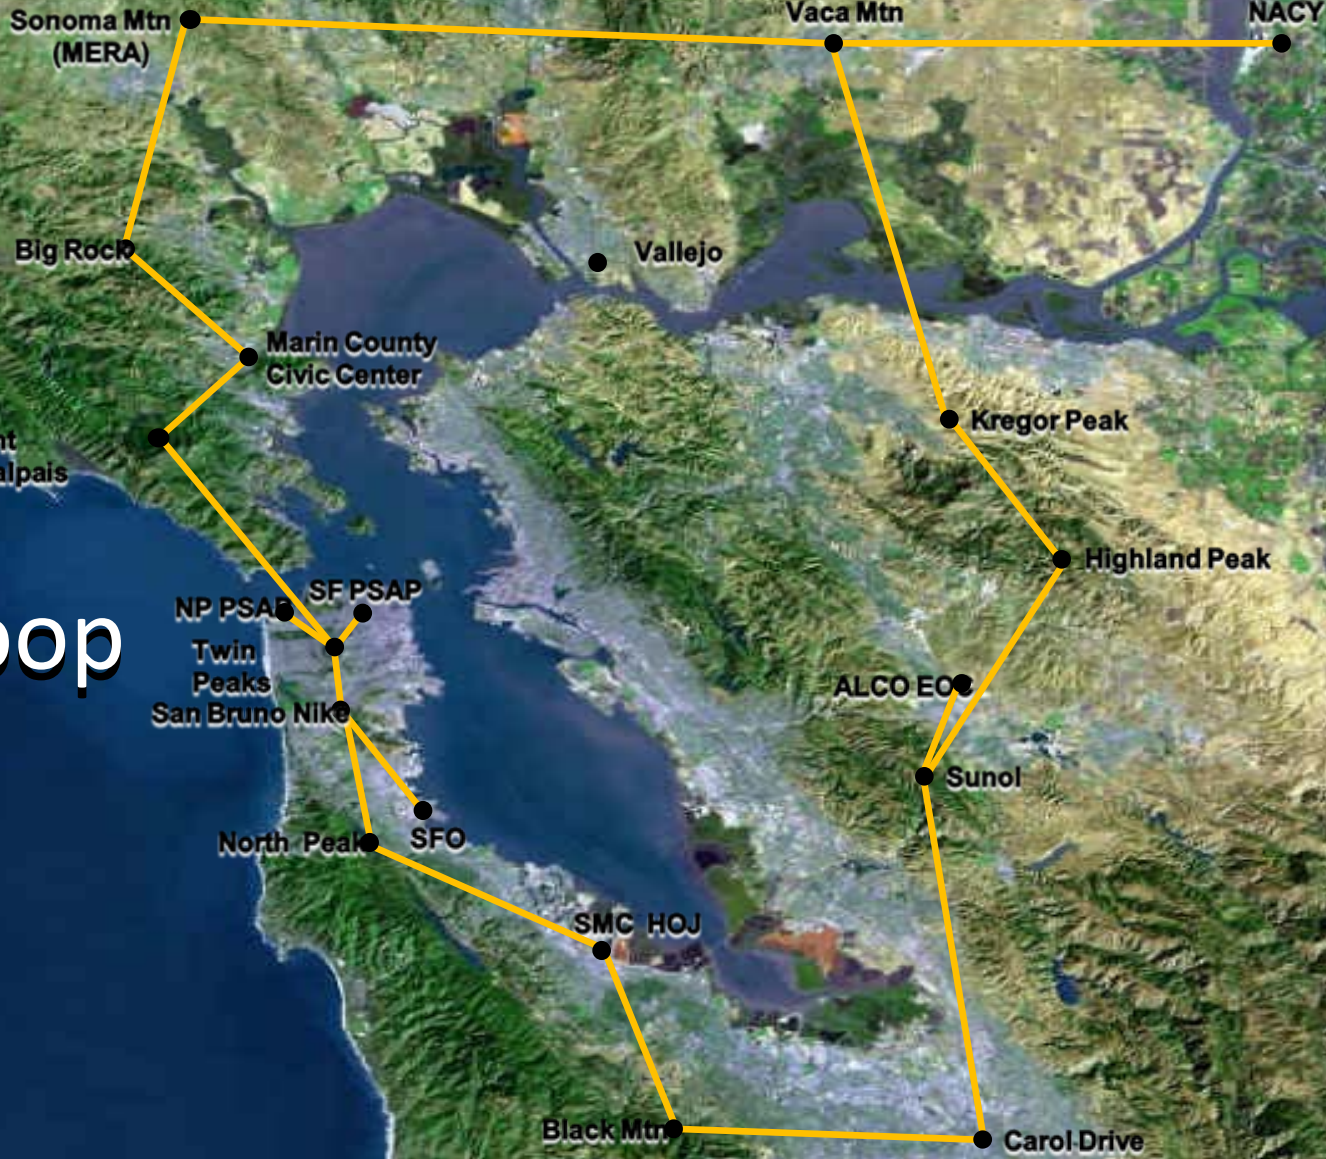 Sonoma Mtn
(MERA)
Vaca Mtn
NACY
Big Rock
Vallejo
Marin County
Civic Center
Kregor Peak
alpais
Highland Peak
SF PSAP
NP PSAP
oop
Twin
Peaks
ALCO EOC
San Bruno Nike
Sunol
North Peak
SFO
SMC HOJ
Black Mtn
Carol Drive